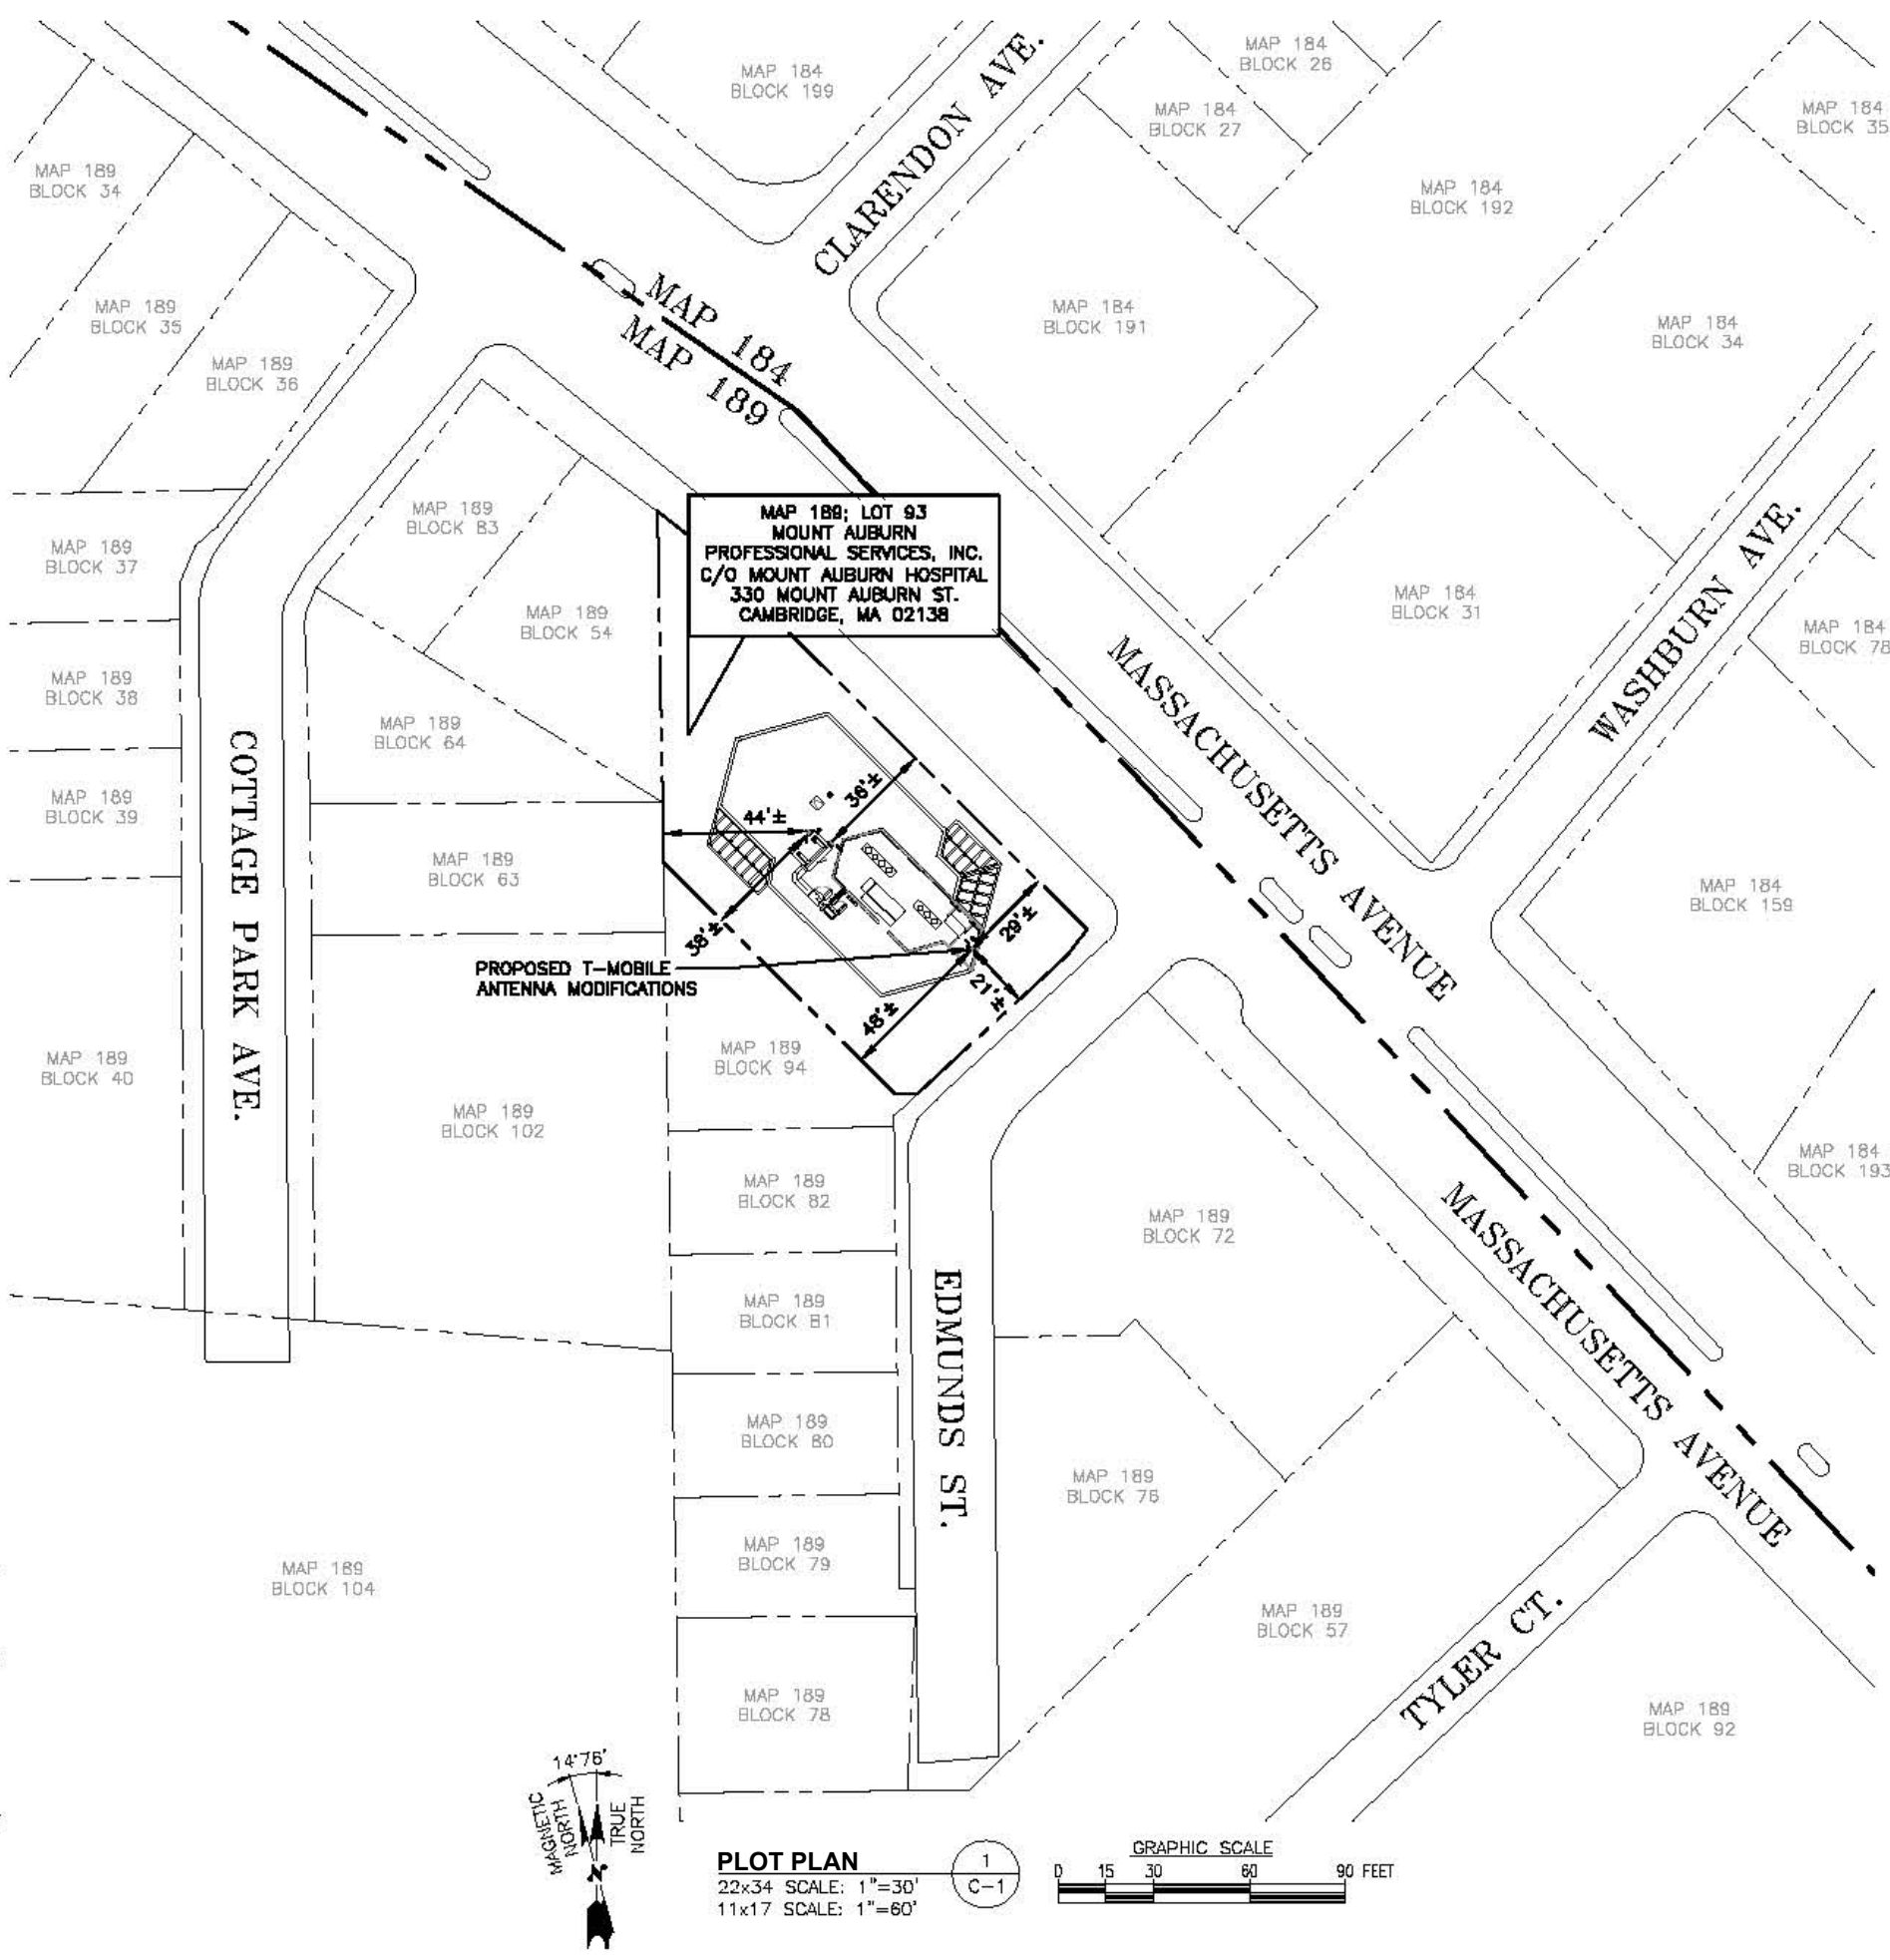 MAP 184
BLOCK 199
CLARENDON AVE.
MAP 184
BLOCK 26
MAP 184
BLOCK 27
MAP 184
BLOCK 35
MAP 189
BLOCK 34
MAP 184
BLOCK 192
MAP 189
BLOCK 35
MAP 184
MAP 189
MAP 184
BLOCK 191
MAP 184
BLOCK 34
MAP 189
BLOCK 36
MAP 189
BLOCK 83
MAP 189; LOT 93
MOUNT AUBURN
PROFESSIONAL SERVICES, INC.
C/O MOUNT AUBURN HOSPITAL
330 MOUNT AUBURN ST.
CAMBRIDGE, MA 02138
MAP 189
BLOCK 37
MAP 189
BLOCK 54
MAP 184
BLOCK 31
WASHBURN AVE.
MAP 184
BLOCK 78
MAP 189
BLOCK 38
MAP 189
BLOCK 64
MASSACHUSETTS AVENUE
MAP 189
BLOCK 39
COTTAGE PARK AVE.
44'±
36'±
MAP 189
BLOCK 63
38'±
29'±
MAP 184
BLOCK 159
PROPOSED T-MOBILE
ANTENNA MODIFICATIONS
21'±
48'±
MAP 189
BLOCK 40
MAP 189
BLOCK 94
MAP 189
BLOCK 102
MAP 184
BLOCK 193
MAP 189
BLOCK 82
MAP 189
BLOCK 72
MASSACHUSETTS AVENUE
MAP 189
BLOCK 81
EDMUNDS ST.
MAP 189
BLOCK 80
MAP 189
BLOCK 76
MAP 189
BLOCK 79
MAP 189
BLOCK 104
MAP 189
BLOCK 57
TYLER CT.
MAP 189
BLOCK 78
MAP 189
BLOCK 92
14°76'
MAGNETIC
NORTH
TRUE
NORTH
N
PLOT PLAN
22x34 SCALE: 1"=30'
11x17 SCALE: 1"=60'
1
C-1
GRAPHIC SCALE
0 15 30 60 90 FEET